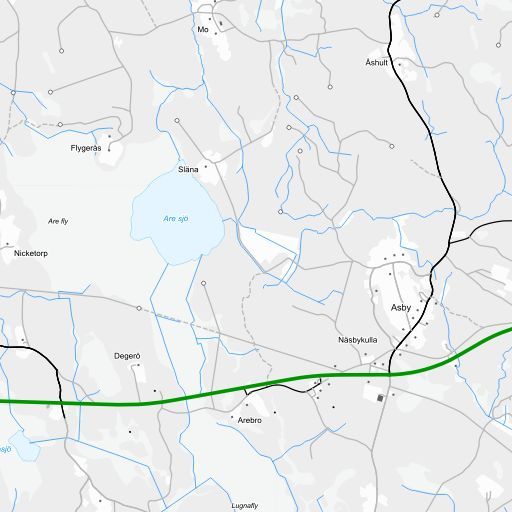 Mo
Åshult
Flygerås
Släna
Are sjö
Are fly
Nicketorp
Asby
Näsbykulla
Degerö
Arebro
sjö
Lugnafly